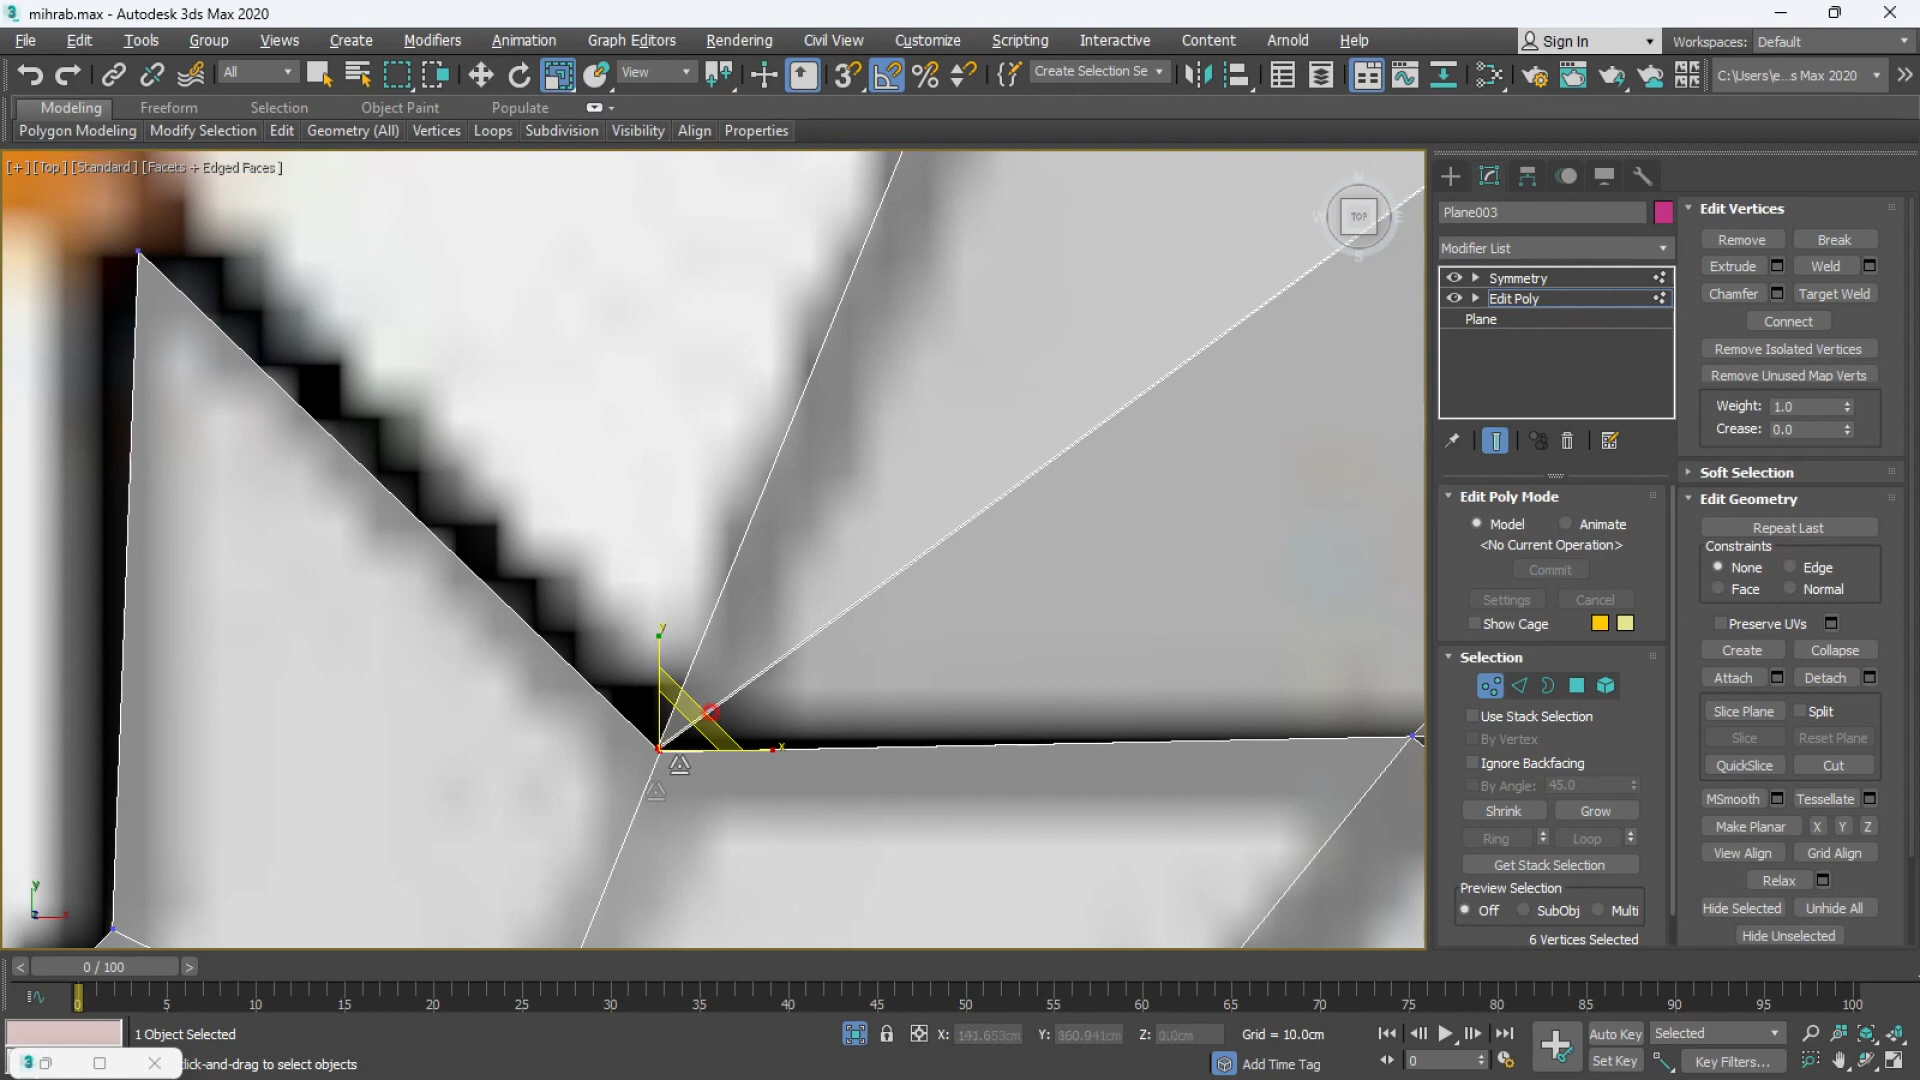 mihrab.max - Autodesk 3ds Max 2020
File Edit Tools Group Views Create Modifiers Animation Graph Editors Rendering Civil View Customize Scripting Interactive Content Arnold Help
Sign In Workspaces: Default
All View Create Selection Se C:\Users\e...s Max 2020
Modeling Freeform Selection Object Paint Populate
Polygon Modeling Modify Selection Edit Geometry (All) Vertices Loops Subdivision Visibility Align Properties
[+] [Top] [Standard] [Facets + Edged Faces]
N
TOP
W E
S
y
x
y
x
z
Plane003
Modifier List
Symmetry
Edit Poly
Plane
Edit Poly Mode
Model Animate
<No Current Operation>
Commit
Settings Cancel
Show Cage
Selection
Use Stack Selection
By Vertex
Ignore Backfacing
By Angle: 45.0
Shrink Grow
Ring Loop
Get Stack Selection
Preview Selection
Off SubObj Multi
6 Vertices Selected
Edit Vertices
Remove Break
Extrude Weld
Chamfer Target Weld
Connect
Remove Isolated Vertices
Remove Unused Map Verts
Weight: 1.0
Crease: 0.0
Soft Selection
Edit Geometry
Repeat Last
Constraints
None Edge
Face Normal
Preserve UVs
Create Collapse
Attach Detach
Slice Plane Split
Slice Reset Plane
QuickSlice Cut
MSmooth Tessellate
Make Planar X Y Z
View Align Grid Align
Relax
Hide Selected Unhide All
Hide Unselected
< 0 / 100 >
0 5 10 15 20 25 30 35 40 45 50 55 60 65 70 75 80 85 90 95 100
1 Object Selected
X: 141.653cm Y: 360.941cm Z: 0.0cm Grid = 10.0cm
Auto Key Selected
lick-and-drag to select objects
Add Time Tag
0
Set Key Key Filters...